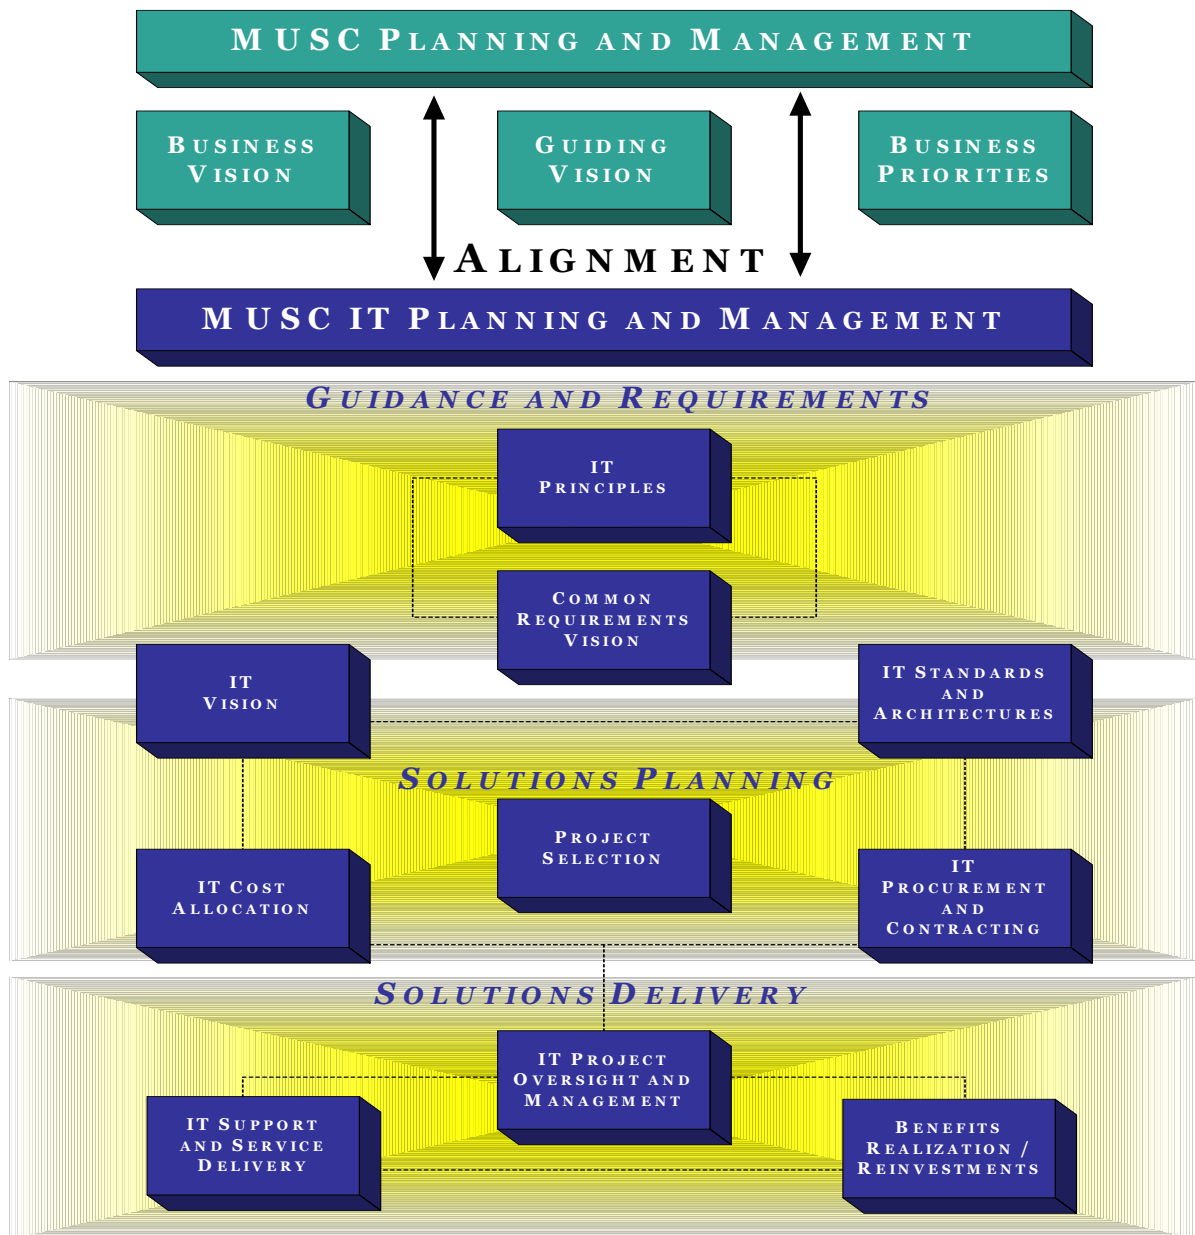 MUSC PLANNING AND MANAGEMENT
BUSINESS
VISION
GUIDING
VISION
BUSINESS
PRIORITIES
ALIGNMENT
MUSC IT PLANNING AND MANAGEMENT
GUIDANCE AND REQUIREMENTS
IT
PRINCIPLES
COMMON
REQUIREMENTS
VISION
IT
VISION
IT STANDARDS
AND
ARCHITECTURES
SOLUTIONS PLANNING
PROJECT
SELECTION
IT COST
ALLOCATION
IT
PROCUREMENT
AND
CONTRACTING
SOLUTIONS DELIVERY
IT PROJECT
OVERSIGHT AND
MANAGEMENT
IT SUPPORT
AND SERVICE
DELIVERY
BENEFITS
REALIZATION /
REINVESTMENTS